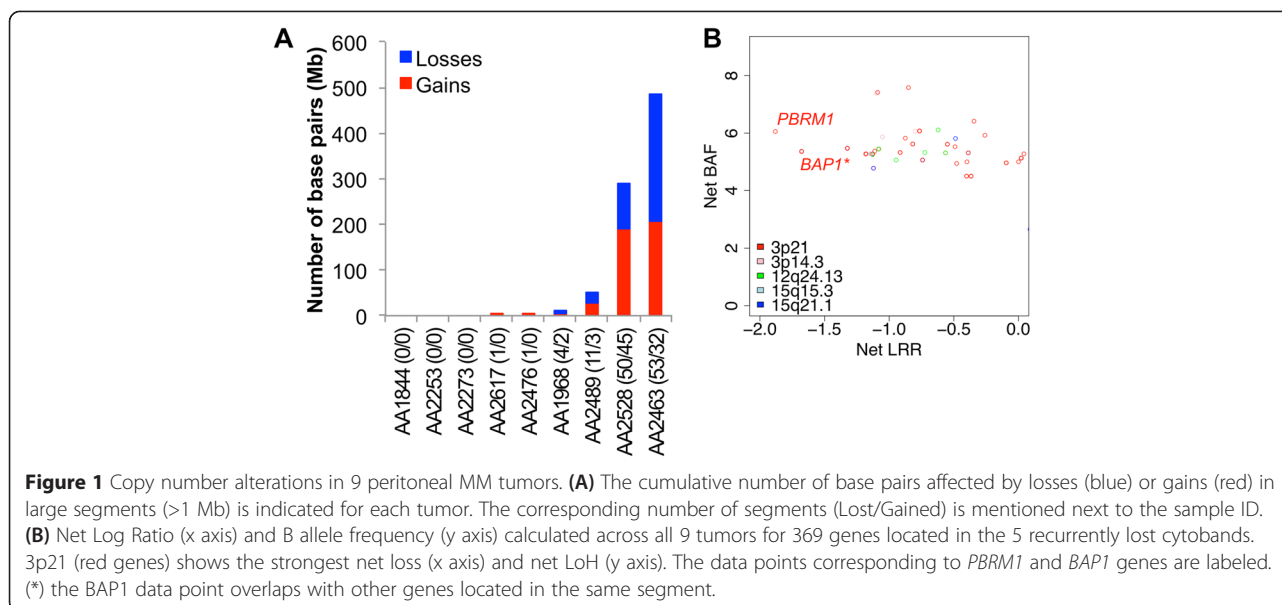 A
600
500
400
300
200
100
0
Number of base pairs (Mb)
Losses
Gains
AA1844 (0/0)
AA2253 (0/0)
AA2273 (0/0)
AA2617 (1/0)
AA2476 (1/0)
AA1968 (4/2)
AA2489 (11/3)
AA2528 (50/45)
AA2463 (53/32)
B
8
6
4
2
0
Net BAF
PBRM1
BAP1*
3p21
3p14.3
12q24.13
15q15.3
15q21.1
−2.0 −1.5 −1.0 −0.5 0.0
Net LRR
Figure 1 Copy number alterations in 9 peritoneal MM tumors. (A) The cumulative number of base pairs affected by losses (blue) or gains (red) in
large segments (>1 Mb) is indicated for each tumor. The corresponding number of segments (Lost/Gained) is mentioned next to the sample ID.
(B) Net Log Ratio (x axis) and B allele frequency (y axis) calculated across all 9 tumors for 369 genes located in the 5 recurrently lost cytobands.
3p21 (red genes) shows the strongest net loss (x axis) and net LoH (y axis). The data points corresponding to PBRM1 and BAP1 genes are labeled.
(*) the BAP1 data point overlaps with other genes located in the same segment.